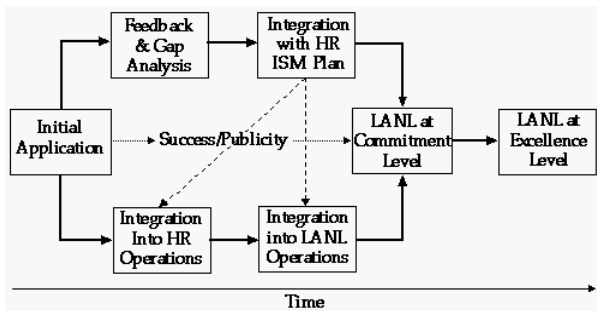 Feedback
& Gap
Analysis
Integration
with HR
ISM Plan
Initial
Application
Success/Publicity
LANL at
Commitment
Level
LANL at
Excellence
Level
Integration
Into HR
Operations
Integration
into LANL
Operations
Time